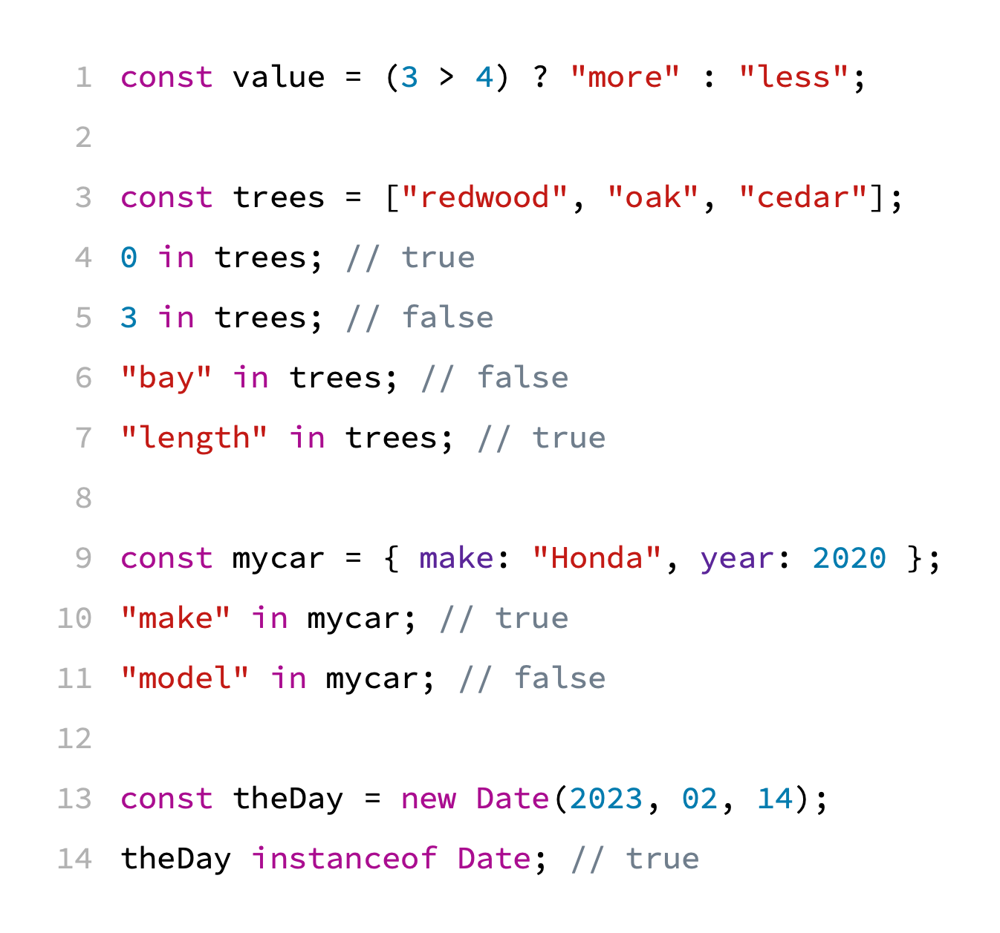 1 const value = (3 > 4) ? "more" : "less";
2
3 const trees = ["redwood", "oak", "cedar"];
4 0 in trees; // true
5 3 in trees; // false
6 "bay" in trees; // false
7 "length" in trees; // true
8
9 const mycar = { make: "Honda", year: 2020 };
10 "make" in mycar; // true
11 "model" in mycar; // false
12
13 const theDay = new Date(2023, 02, 14);
14 theDay instanceof Date; // true